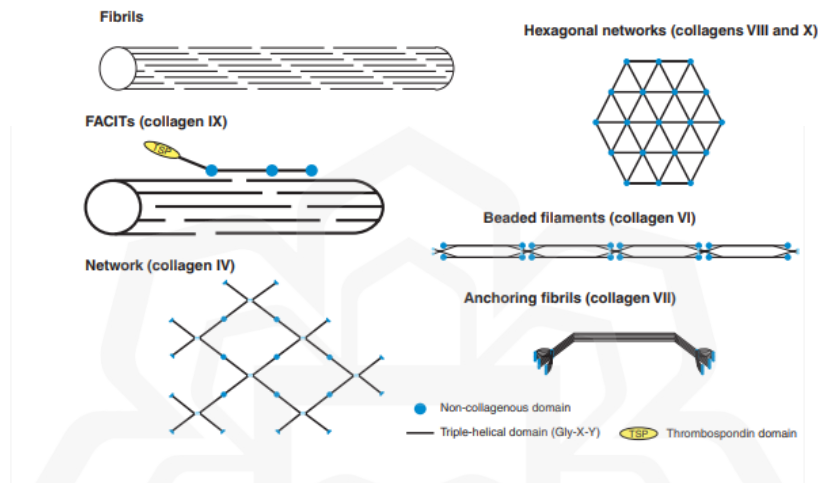 Fibrils
FACITs (collagen IX)
TSP
Network (collagen IV)
Hexagonal networks (collagens VIII and X)
Beaded filaments (collagen VI)
Anchoring fibrils (collagen VII)
Non-collagenous domain
Triple-helical domain (Gly-X-Y)
TSP Thrombospondin domain